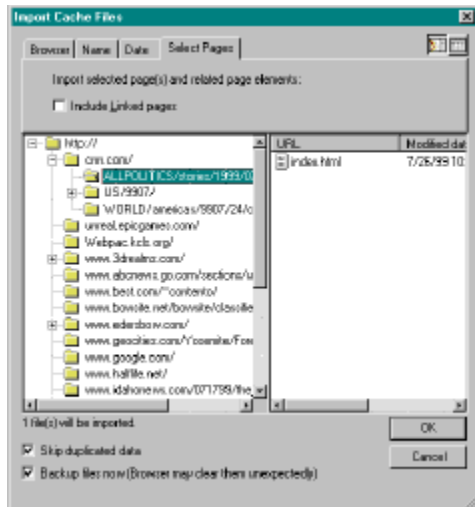 Import Cache Files
Browser Name Date Select Pages
Import selected page(s) and related page elements:
Include Linked pages
http://
cnn.com/
ALLPOLITICS/stories/1999/0
US/9907/
WORLD/americas/9907/24/c
unreal.epicgames.com/
Webpac.kcls.org/
www.3drealms.com/
www.abcnews.go.com/sections/u
www.best.com/~contento/
www.bowsite.net/bowsite/classifie
www.edersbow.com/
www.geocities.com/Yosemite/Fore
www.google.com/
www.halflife.net/
www.idahonews.com/071799/the_
URL Modified dat
index.html 7/26/99 10:
1 file(s) will be imported.
OK
Skip duplicated data
Cancel
Backup files now (Browser may clear them unexpectedly)